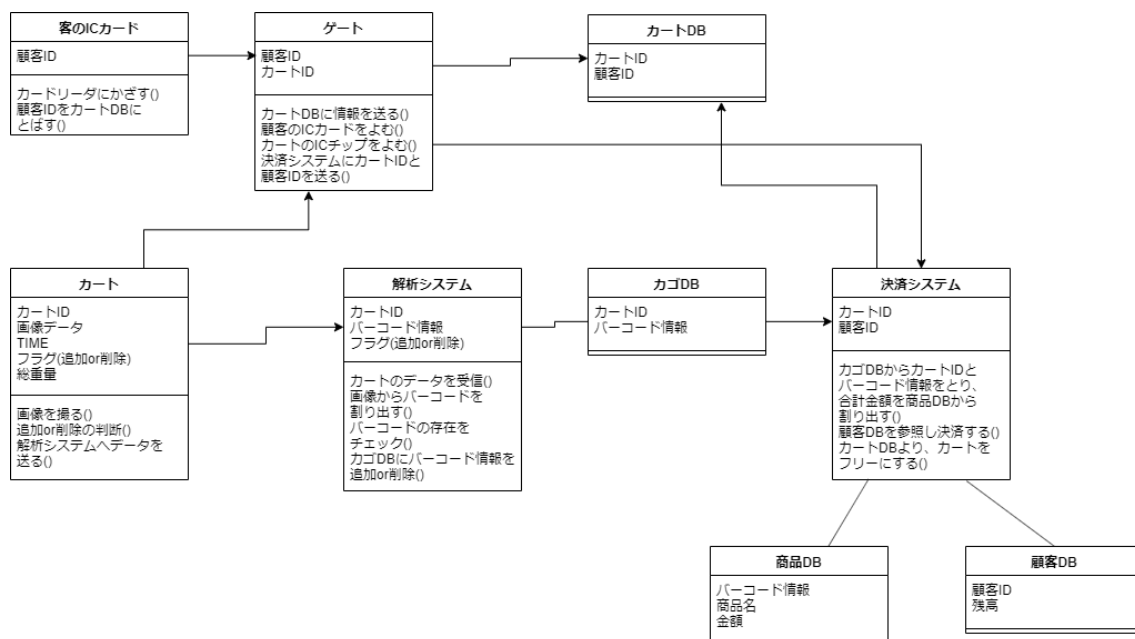 客のICカード
顧客ID
カードリーダにかざす()
顧客IDをカートDBに
とばす()
ゲート
顧客ID
カートID
カートDBに情報を送る()
顧客のICカードをよむ()
カートのICチップをよむ()
決済システムにカートIDと
顧客IDを送る()
カートDB
カートID
顧客ID
カート
カートID
画像データ
TIME
フラグ(追加or削除)
総重量
画像を撮る()
追加or削除の判断()
解析システムへデータを
送る()
解析システム
カートID
バーコード情報
フラグ(追加or削除)
カートのデータを受信()
画像からバーコードを
割り出す()
バーコードの存在を
チェック()
カゴDBにバーコード情報を
追加or削除()
カゴDB
カートID
バーコード情報
決済システム
カートID
顧客ID
カゴDBからカートIDと
バーコード情報をとり、
合計金額を商品DBから
割り出す()
顧客DBを参照し決済する()
カートDBより、カートを
フリーにする()
商品DB
バーコード情報
商品名
金額
顧客DB
顧客ID
残高